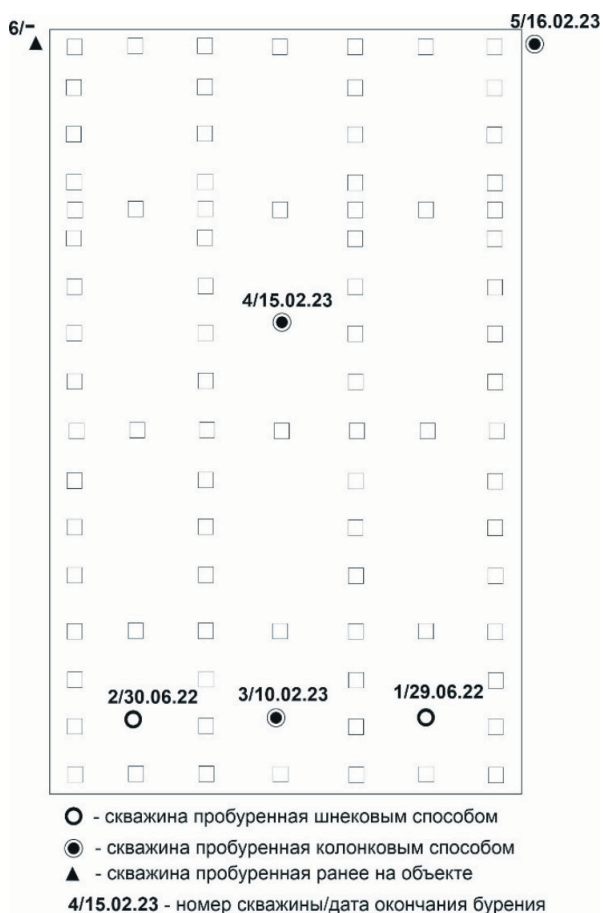 5/16.02.23
6/–
4/15.02.23
2/30.06.22
3/10.02.23
1/29.06.22
- скважина пробуренная шнековым способом
- скважина пробуренная колонковым способом
- скважина пробуренная ранее на объекте
4/15.02.23 - номер скважины/дата окончания бурения